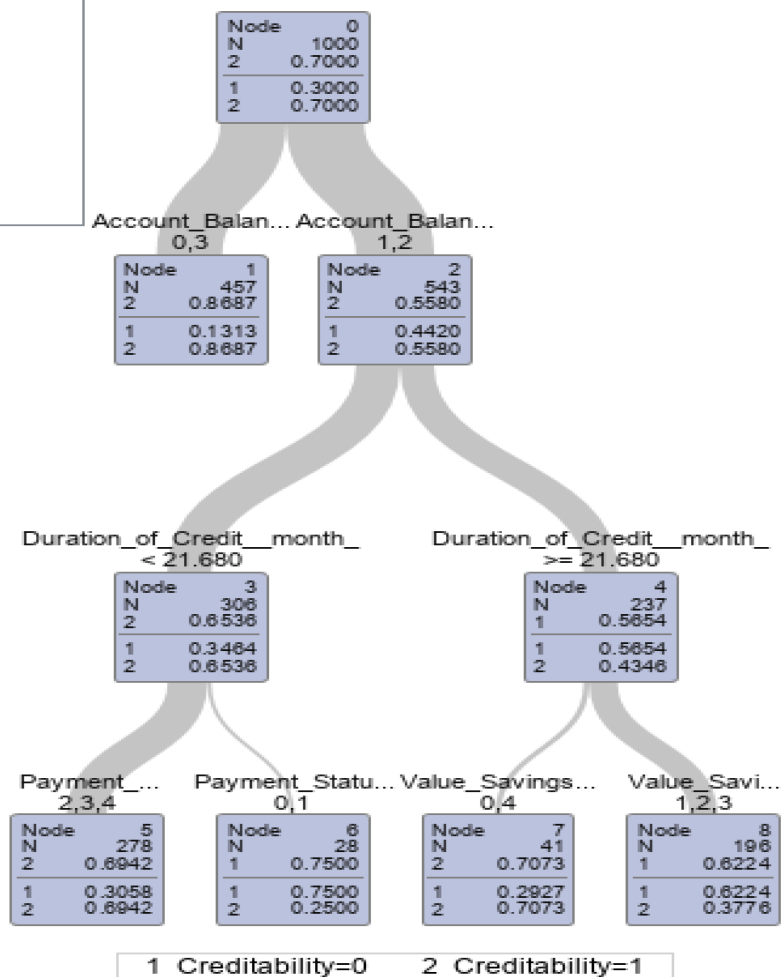 Node 0
N 1000
2 0.7000
1 0.3000
2 0.7000
Account_Balan... Account_Balan...
0,3 1,2
Node 1
N 457
2 0.8687
1 0.1313
2 0.8687
Node 2
N 543
2 0.5580
1 0.4420
2 0.5580
Duration_of_Credit__month_
< 21.680
Duration_of_Credit__month_
>= 21.680
Node 3
N 306
2 0.6536
1 0.3464
2 0.6536
Node 4
N 237
1 0.5654
1 0.5654
2 0.4346
Payment_...
2,3,4
Payment_Statu...
0,1
Value_Savings...
0,4
Value_Savi...
1,2,3
Node 5
N 278
2 0.6942
1 0.3058
2 0.6942
Node 6
N 28
1 0.7500
1 0.7500
2 0.2500
Node 7
N 41
2 0.7073
1 0.2927
2 0.7073
Node 8
N 196
1 0.6224
1 0.6224
2 0.3776
1 Creditability=0 2 Creditability=1